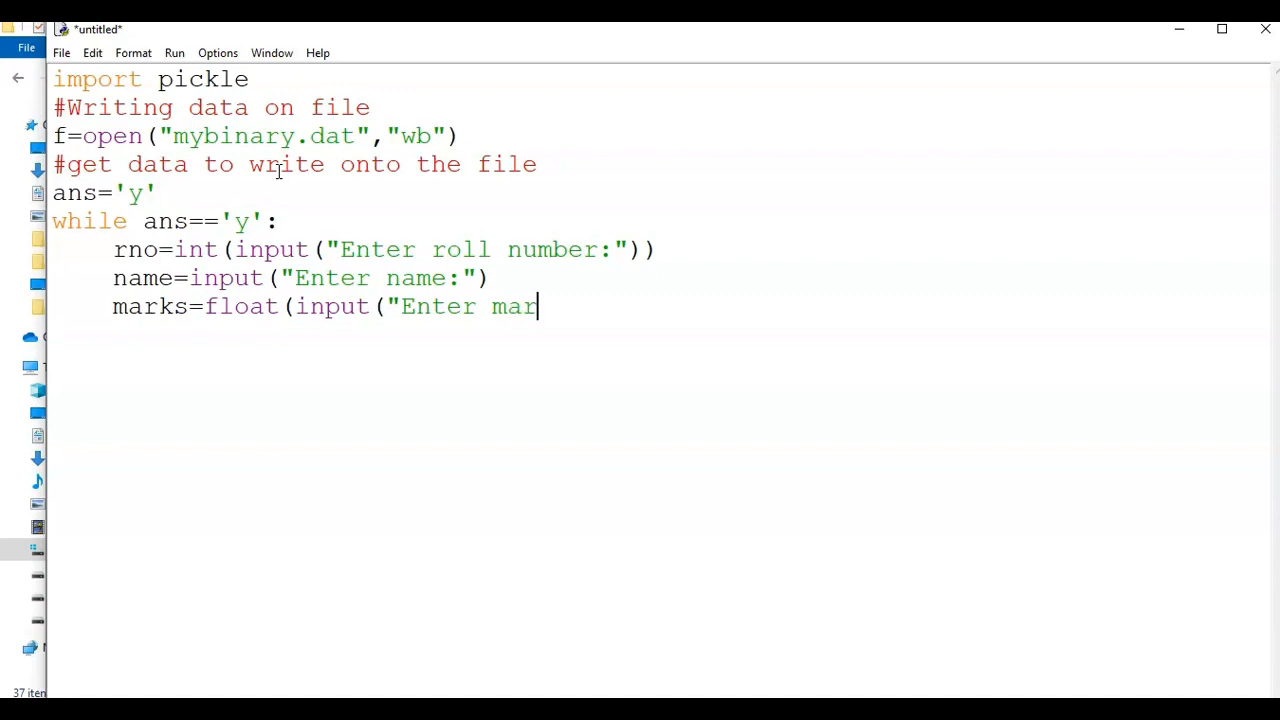 *untitled*
File
File Edit Format Run Options Window Help
import pickle
#Writing data on file
f=open("mybinary.dat","wb")
#get data to write onto the file
ans='y'
while ans=='y':
    rno=int(input("Enter roll number:"))
    name=input("Enter name:")
    marks=float(input("Enter mar
37 iten